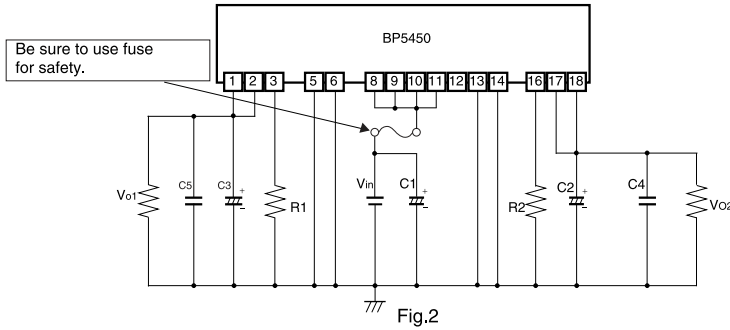 BP5450
Be sure to use fuse
for safety.
1 2 3 5 6 8 9 10 11 12 13 14 16 17 18
Vo1 C5 C3 + − R1 Vin C1 + − R2 C2 + − C4 VO2
Fig.2